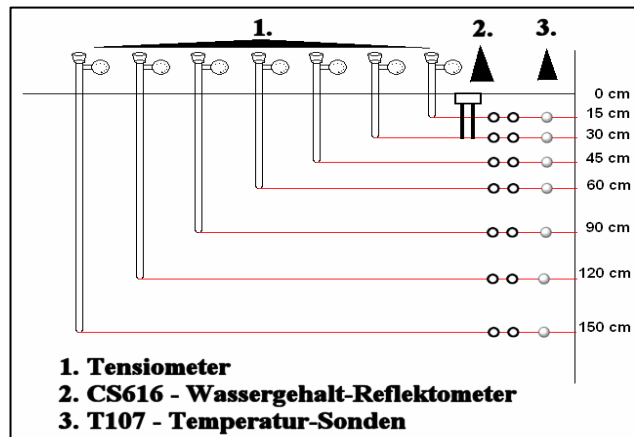 1. 2. 3.
0 cm
15 cm
30 cm
45 cm
60 cm
90 cm
120 cm
150 cm
1. Tensiometer
2. CS616 - Wassergehalt-Reflektometer
3. T107 - Temperatur-Sonden